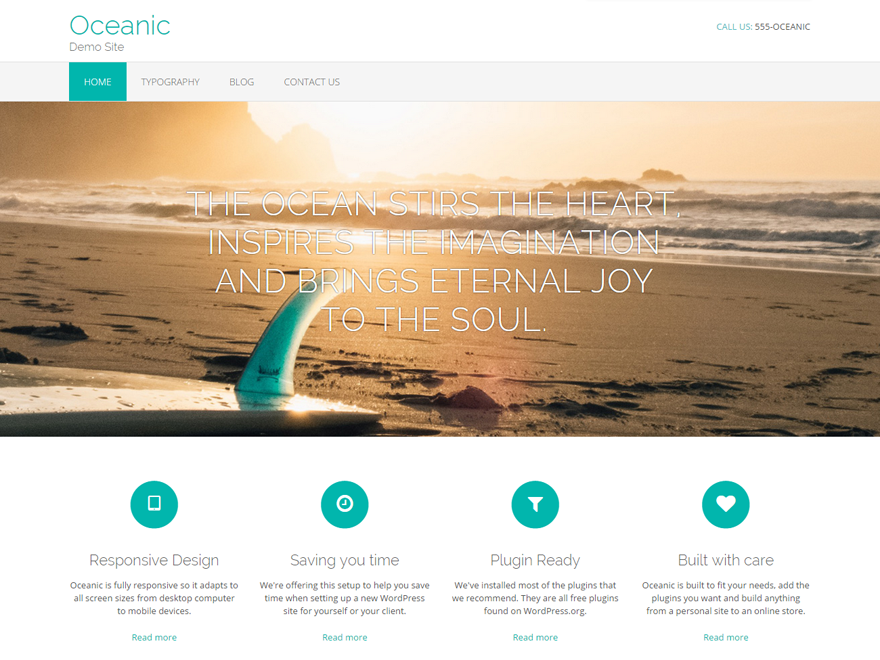 Oceanic
Demo Site
CALL US: 555-OCEANIC
HOME TYPOGRAPHY BLOG CONTACT US
THE OCEAN STIRS THE HEART,
INSPIRES THE IMAGINATION
AND BRINGS ETERNAL JOY
TO THE SOUL.
Responsive Design
Oceanic is fully responsive so it adapts to
all screen sizes from desktop computer
to mobile devices.
Read more
Saving you time
We're offering this setup to help you save
time when setting up a new WordPress
site for yourself or your client.
Read more
Plugin Ready
We've installed most of the plugins that
we recommend. They are all free plugins
found on WordPress.org.
Read more
Built with care
Oceanic is built to fit your needs, add the
plugins you want and build anything
from a personal site to an online store.
Read more